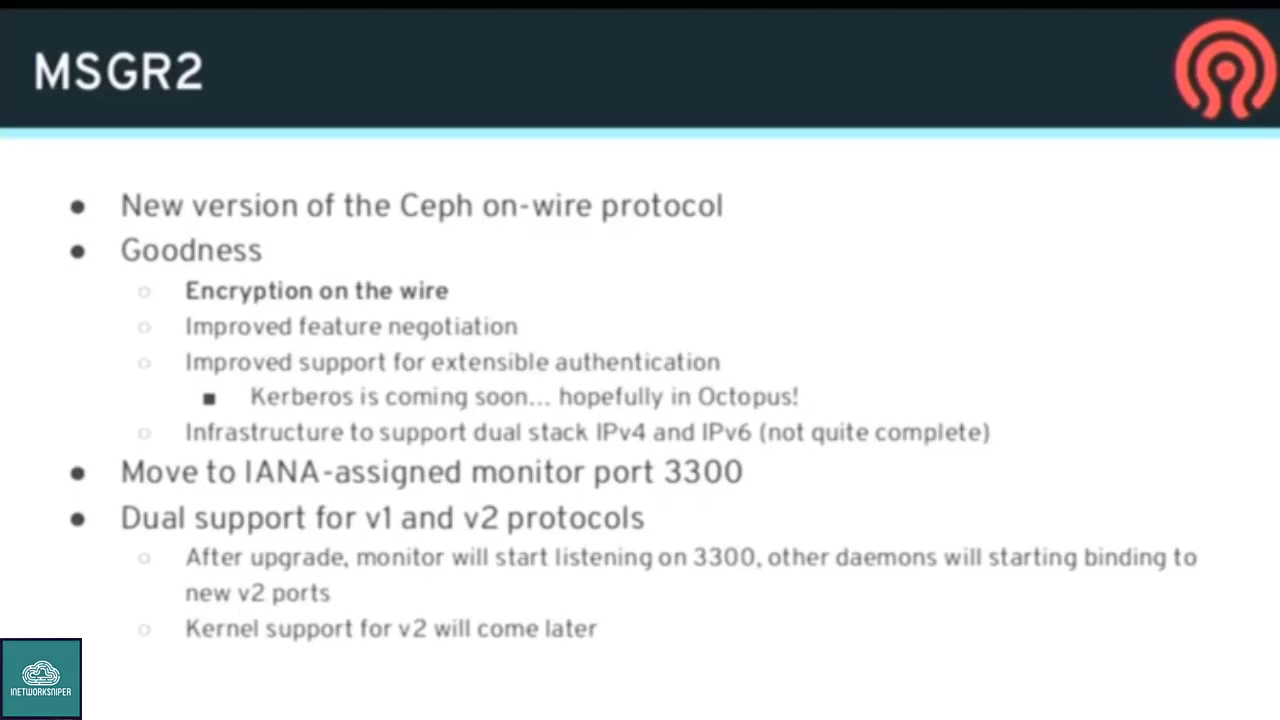 MSGR2
● New version of the Ceph on-wire protocol
● Goodness
○ Encryption on the wire
○ Improved feature negotiation
○ Improved support for extensible authentication
■ Kerberos is coming soon... hopefully in Octopus!
○ Infrastructure to support dual stack IPv4 and IPv6 (not quite complete)
● Move to IANA-assigned monitor port 3300
● Dual support for v1 and v2 protocols
○ After upgrade, monitor will start listening on 3300, other daemons will starting binding to
new v2 ports
○ Kernel support for v2 will come later
INETWORKSNIPER